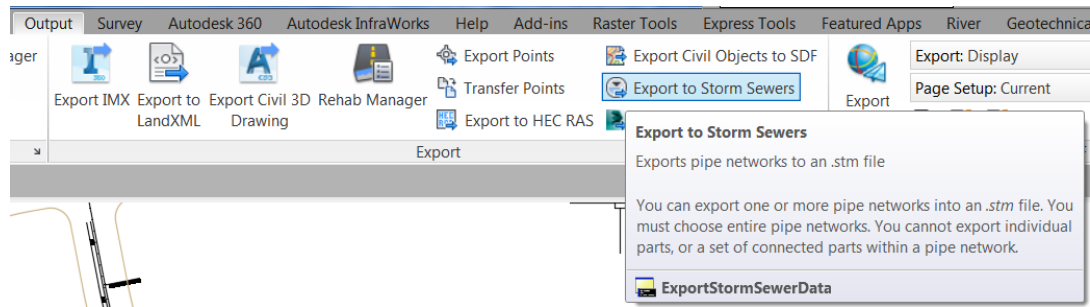 Output Survey Autodesk 360 Autodesk InfraWorks Help Add-ins Raster Tools Express Tools Featured Apps River Geotechnica
ager
Export IMX
Export to
LandXML
Export Civil 3D
Drawing
Rehab Manager
Export Points
Transfer Points
Export to HEC RAS
Export Civil Objects to SDF
Export to Storm Sewers
Export
Export: Display
Page Setup: Current
Export
Export to Storm Sewers
Exports pipe networks to an .stm file
You can export one or more pipe networks into an .stm file. You
must choose entire pipe networks. You cannot export individual
parts, or a set of connected parts within a pipe network.
ExportStormSewerData